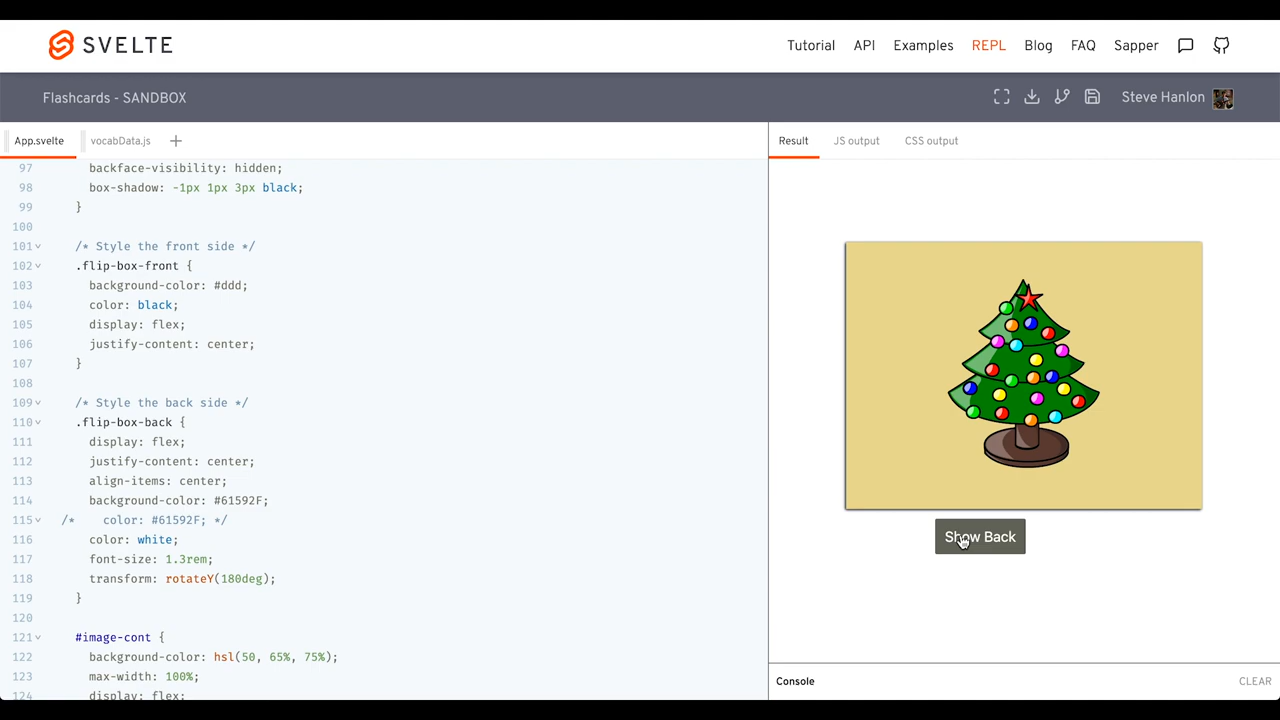 SVELTE
Tutorial API Examples REPL Blog FAQ Sapper
Flashcards - SANDBOX
Steve Hanlon
App.svelte vocabData.js +
Result JS output CSS output
97 backface-visibility: hidden;
98 box-shadow: -1px 1px 3px black;
99 }
100
101 /* Style the front side */
102 .flip-box-front {
103 background-color: #ddd;
104 color: black;
105 display: flex;
106 justify-content: center;
107 }
108
109 /* Style the back side */
110 .flip-box-back {
111 display: flex;
112 justify-content: center;
113 align-items: center;
114 background-color: #61592F;
115 /* color: #61592F; */
116 color: white;
117 font-size: 1.3rem;
118 transform: rotateY(180deg);
119 }
120
121 #image-cont {
122 background-color: hsl(50, 65%, 75%);
123 max-width: 100%;
124 display: flex;
Show Back
Console
CLEAR